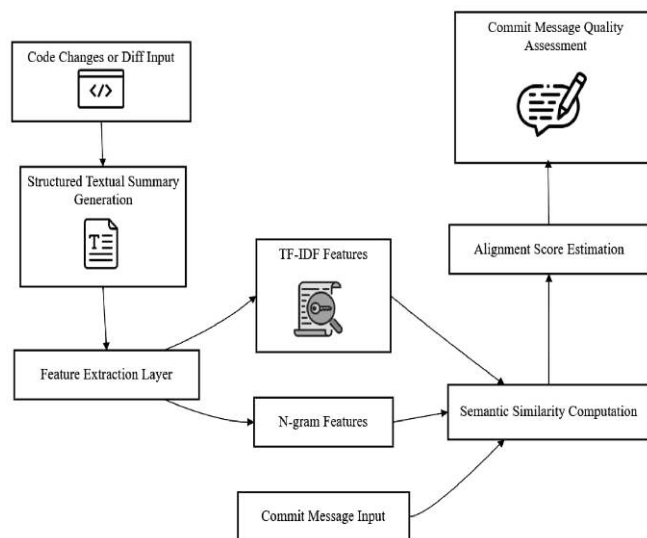 Code Changes or Diff Input
</>
Structured Textual Summary
Generation
T
Feature Extraction Layer
TF-IDF Features
N-gram Features
Commit Message Input
Semantic Similarity Computation
Alignment Score Estimation
Commit Message Quality
Assessment